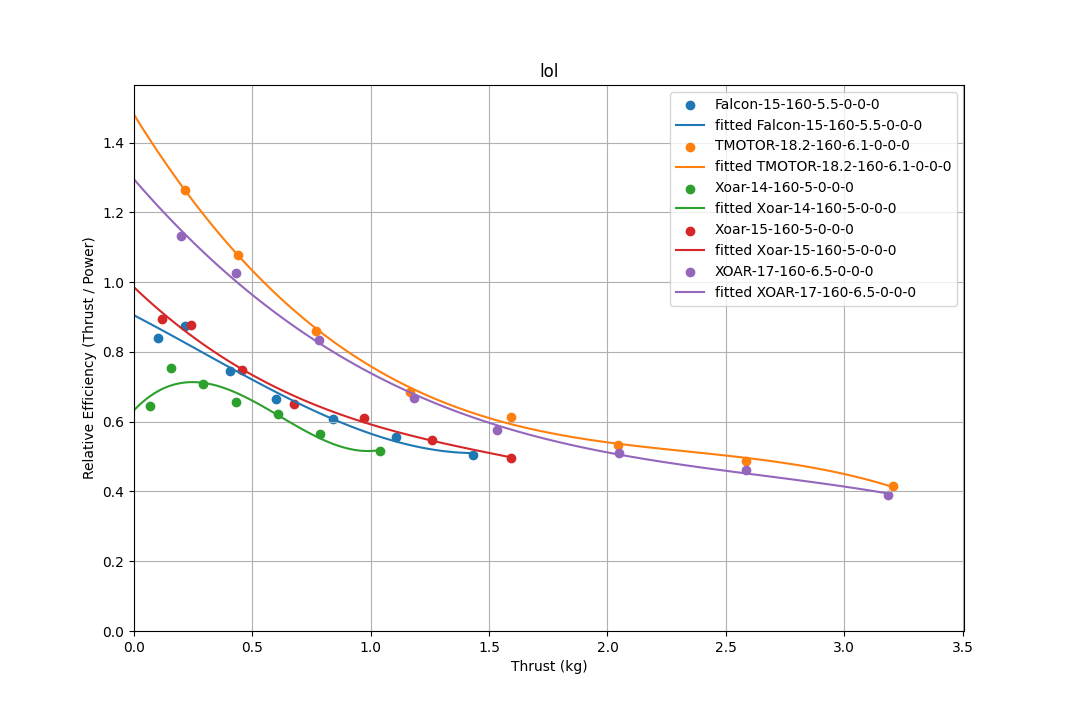 lol
Relative Efficiency (Thrust / Power)
1.4
1.2
1.0
0.8
0.6
0.4
0.2
0.0
Falcon-15-160-5.5-0-0-0
fitted Falcon-15-160-5.5-0-0-0
TMOTOR-18.2-160-6.1-0-0-0
fitted TMOTOR-18.2-160-6.1-0-0-0
Xoar-14-160-5-0-0-0
fitted Xoar-14-160-5-0-0-0
Xoar-15-160-5-0-0-0
fitted Xoar-15-160-5-0-0-0
XOAR-17-160-6.5-0-0-0
fitted XOAR-17-160-6.5-0-0-0
0.0 0.5 1.0 1.5 2.0 2.5 3.0 3.5
Thrust (kg)